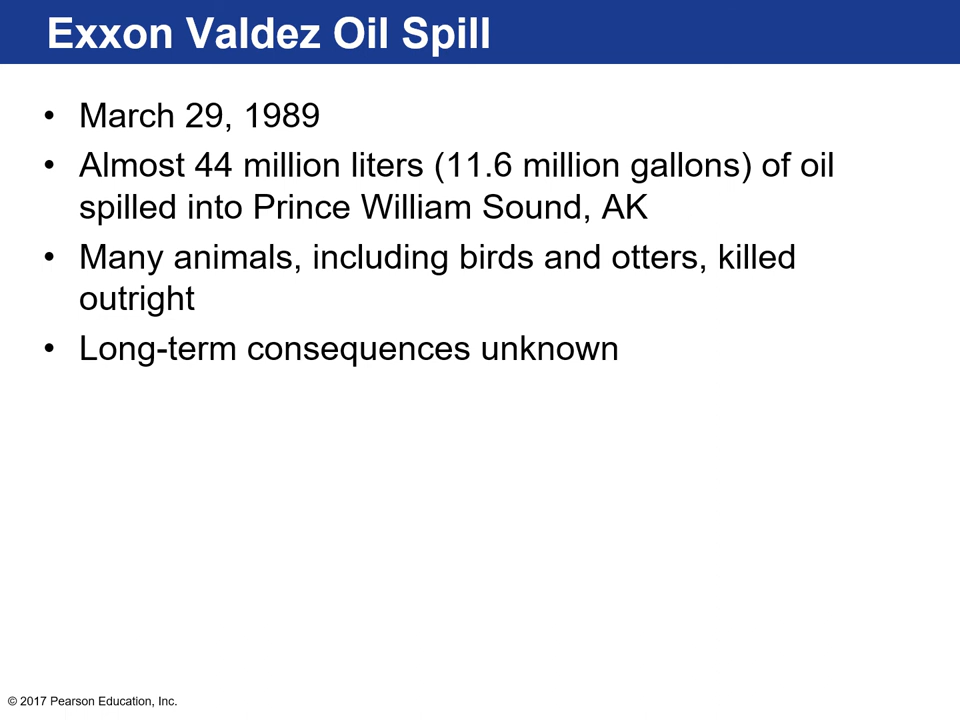 Exxon Valdez Oil Spill
• March 29, 1989
• Almost 44 million liters (11.6 million gallons) of oil
spilled into Prince William Sound, AK
• Many animals, including birds and otters, killed
outright
• Long-term consequences unknown
© 2017 Pearson Education, Inc.